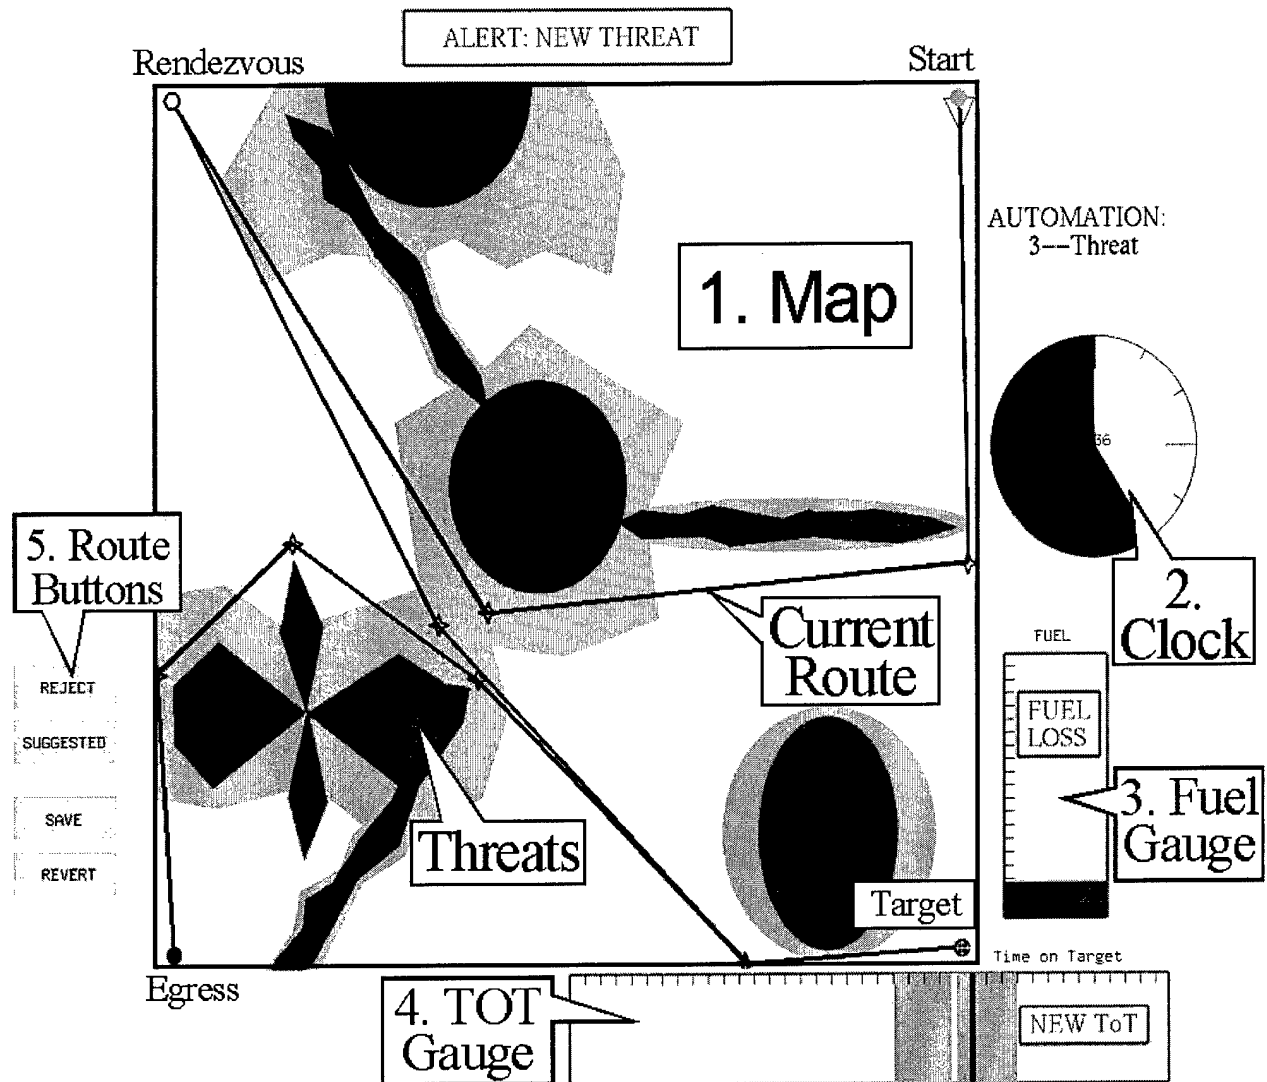 ALERT: NEW THREAT
Rendezvous
Start
AUTOMATION:
3--Threat
1. Map
36
5. Route
Buttons
2.
Clock
Current
Route
FUEL
REJECT
FUEL
LOSS
SUGGESTED
3. Fuel
Gauge
SAVE
Threats
REVERT
Target
Time on Target
Egress
4. TOT
Gauge
NEW ToT